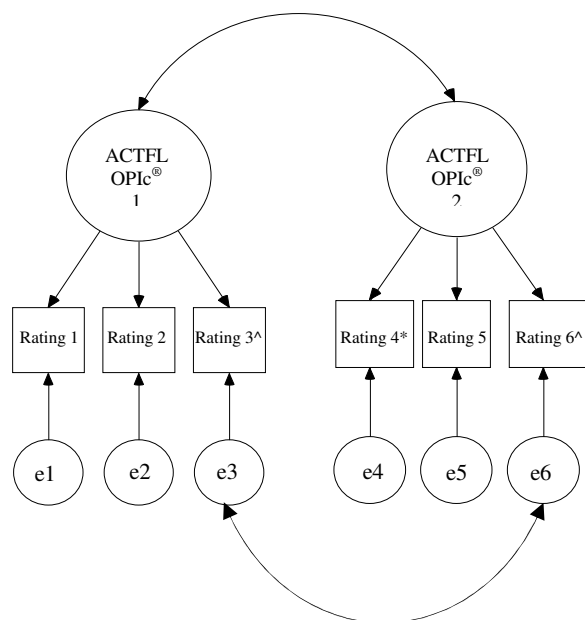 ACTFL
OPIc®
1
ACTFL
OPIc®
2
Rating 1
Rating 2
Rating 3^
Rating 4*
Rating 5
Rating 6^
e1
e2
e3
e4
e5
e6